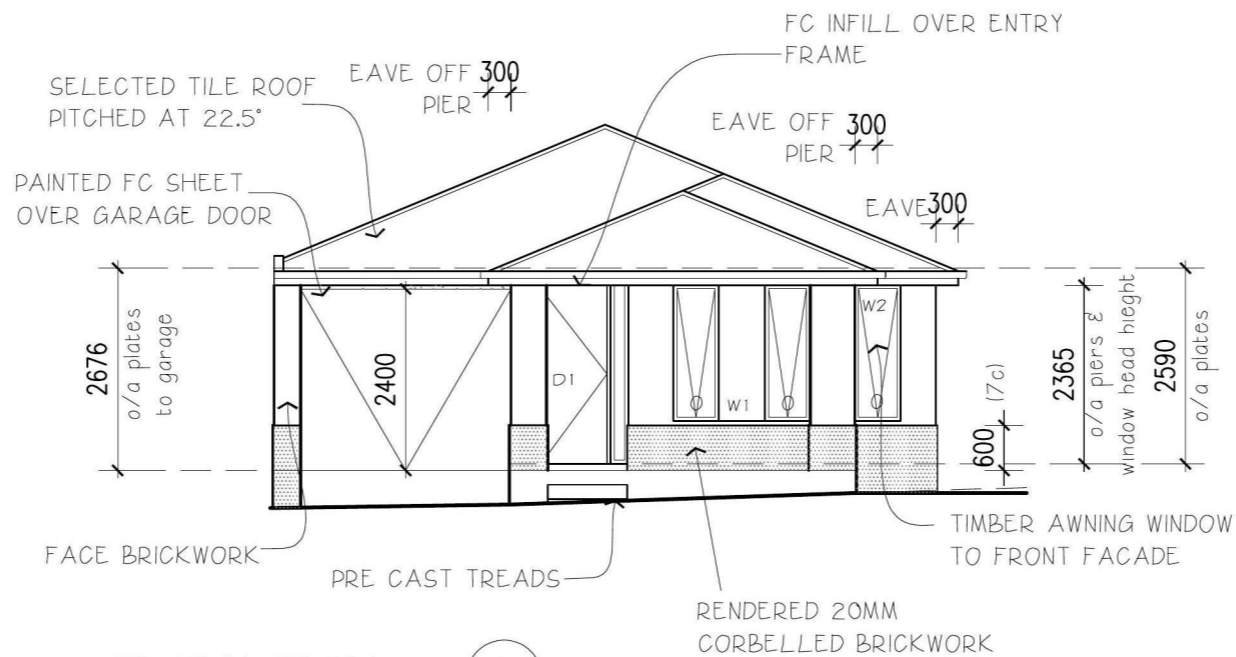 FC INFILL OVER ENTRY
FRAME
EAVE OFF 300
PIER
SELECTED TILE ROOF
PITCHED AT 22.5°
EAVE OFF 300
PIER
PAINTED FC SHEET
OVER GARAGE DOOR
EAVE 300
2676
o/a plates
to garage
2400
D1
W1
W2
(7c)
600
2365
o/a piers &
window head hieght
2590
o/a plates
FACE BRICKWORK
PRE CAST TREADS
TIMBER AWNING WINDOW
TO FRONT FACADE
RENDERED 20MM
CORBELLED BRICKWORK